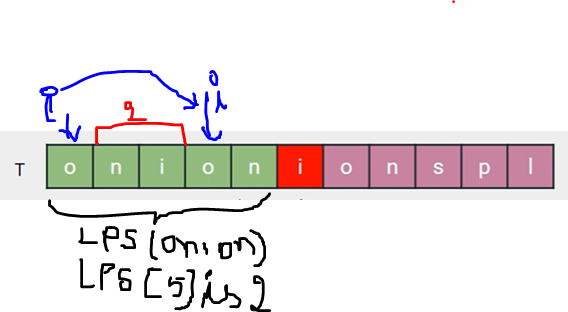 i
2
T o n i o n i o n s p l
LPS (onion)
LPS [5] is 2